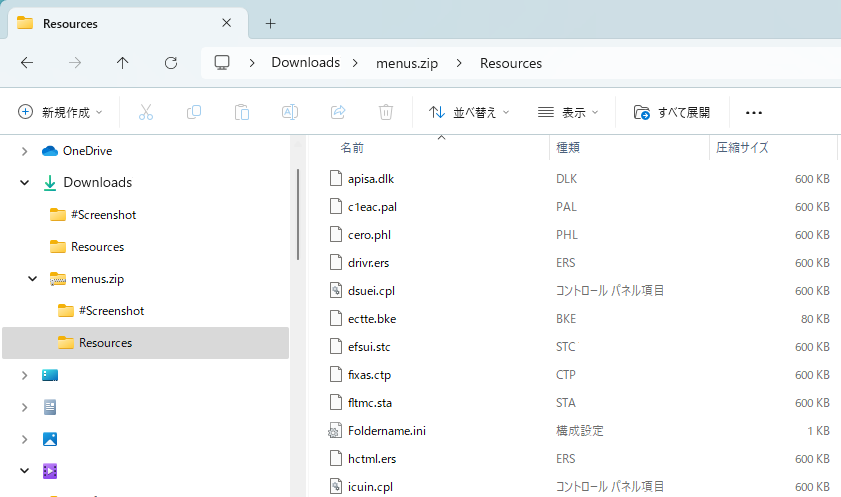 Resources
Downloads
menus.zip
Resources
新規作成
並べ替え
表示
すべて展開
OneDrive
Downloads
#Screenshot
Resources
menus.zip
#Screenshot
Resources
名前 種類 圧縮サイズ
apisa.dlk DLK 600 KB
c1eac.pal PAL 600 KB
cero.phl PHL 600 KB
drivr.ers ERS 600 KB
dsuei.cpl コントロール パネル項目 600 KB
ectte.bke BKE 80 KB
efsui.stc STC 600 KB
fixas.ctp CTP 600 KB
fltmc.sta STA 600 KB
Foldername.ini 構成設定 1 KB
hctml.ers ERS 600 KB
icuin.cpl コントロール パネル項目 600 KB